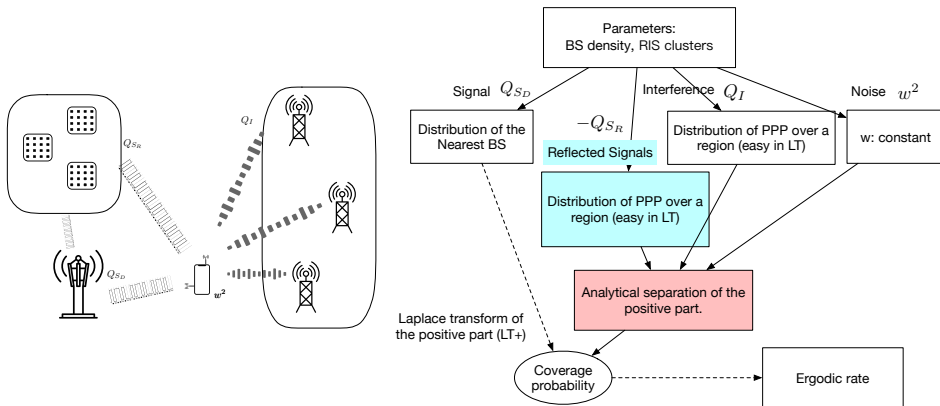 Q_{S_R}
Q_I
Q_{S_D}
w^2
Parameters:
BS density, RIS clusters
Signal Q_{S_D}
Interference Q_I
Noise w^2
-Q_{S_R}
Distribution of the
Nearest BS
Reflected Signals
Distribution of PPP over a
region (easy in LT)
w: constant
Distribution of PPP over
a region (easy in LT)
Analytical separation of the
positive part.
Laplace transform of
the positive part (LT+)
Coverage
probability
Ergodic rate